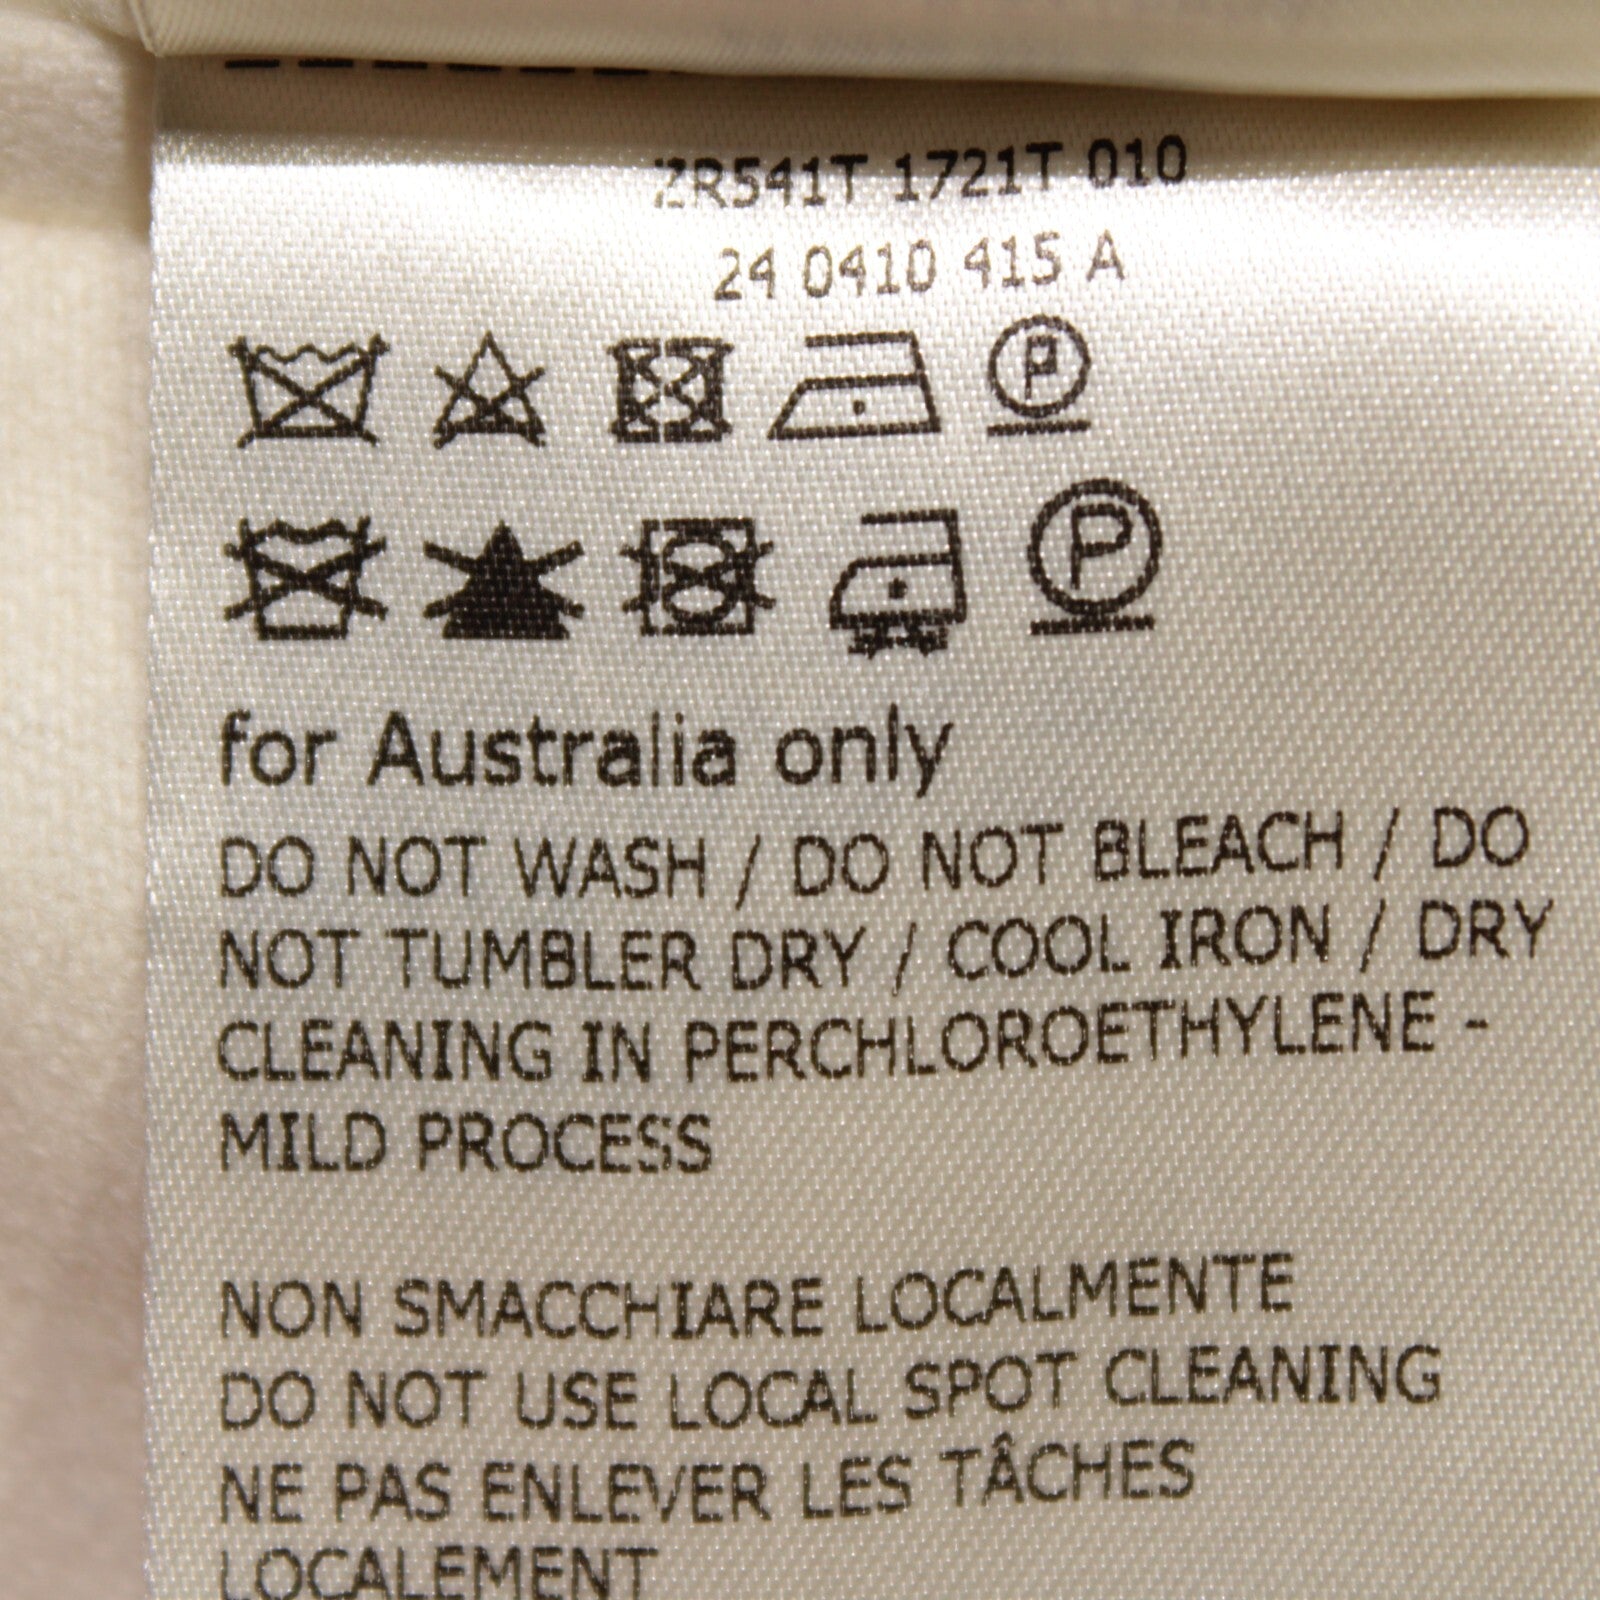 ZR541T 1721T 010
24 0410 415 A
P
P
for Australia only
DO NOT WASH / DO NOT BLEACH / DO
NOT TUMBLER DRY / COOL IRON / DRY
CLEANING IN PERCHLOROETHYLENE -
MILD PROCESS
NON SMACCHIARE LOCALMENTE
DO NOT USE LOCAL SPOT CLEANING
NE PAS ENLEVER LES TÂCHES
LOCALEMENT